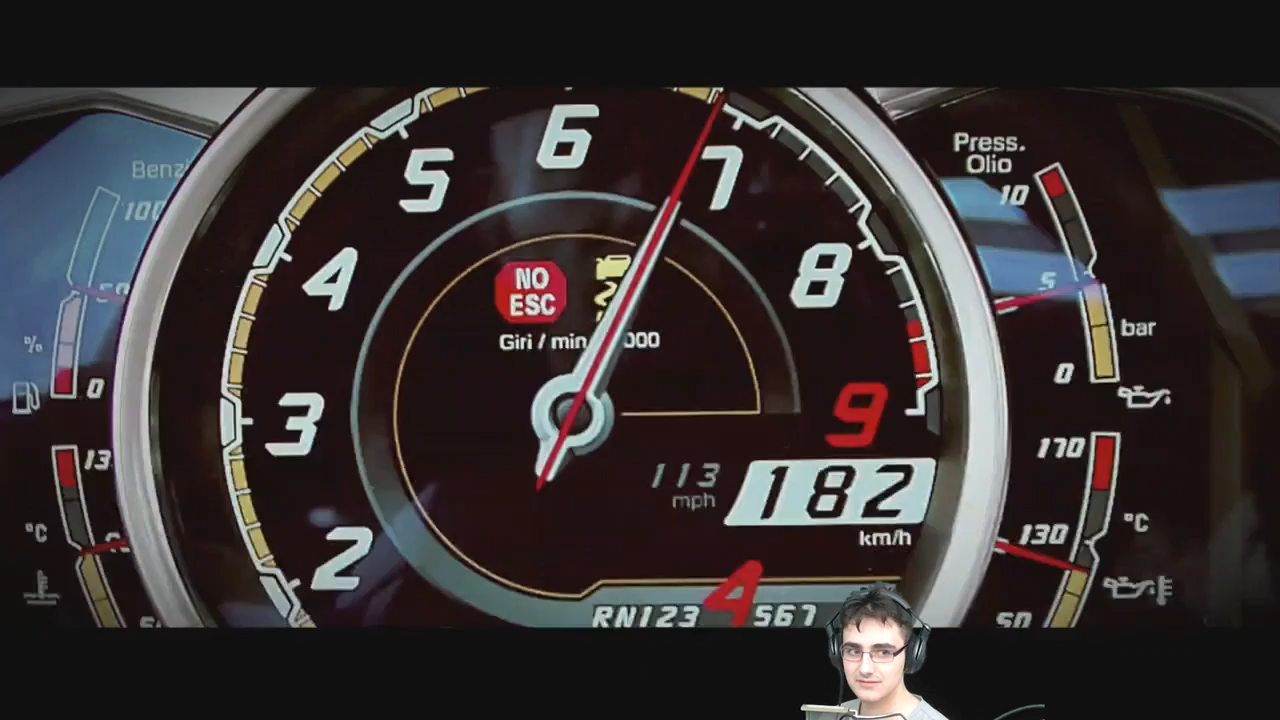 Benzi
100
50
%
0
13
°C
2
3
4
5
6
7
8
9
NO
ESC
Giri / min
000
113
mph
182
km/h
RN123 4 567
Press.
Olio
10
5
bar
0
170
°C
130
50